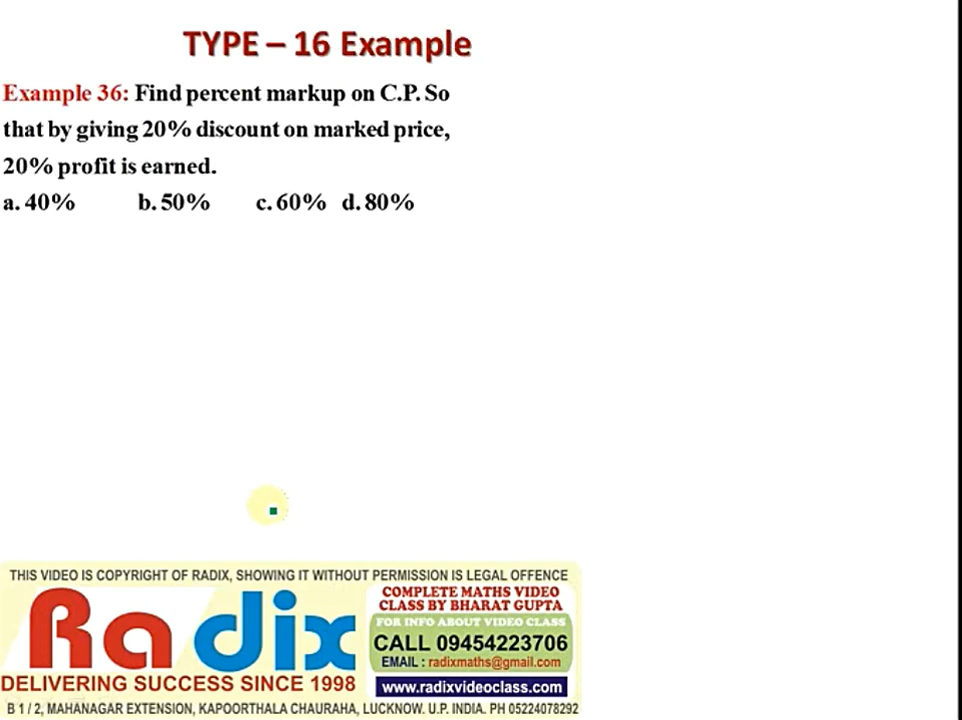 TYPE – 16 Example
Example 36: Find percent markup on C.P. So
that by giving 20% discount on marked price,
20% profit is earned.
a. 40% b. 50% c. 60% d. 80%
THIS VIDEO IS COPYRIGHT OF RADIX, SHOWING IT WITHOUT PERMISSION IS LEGAL OFFENCE
Radix
DELIVERING SUCCESS SINCE 1998
COMPLETE MATHS VIDEO
CLASS BY BHARAT GUPTA
FOR INFO ABOUT VIDEO CLASS
CALL 09454223706
EMAIL : radixmaths@gmail.com
www.radixvideoclass.com
B 1 / 2, MAHANAGAR EXTENSION, KAPOORTHALA CHAURAHA, LUCKNOW. U.P. INDIA. PH 05224078292